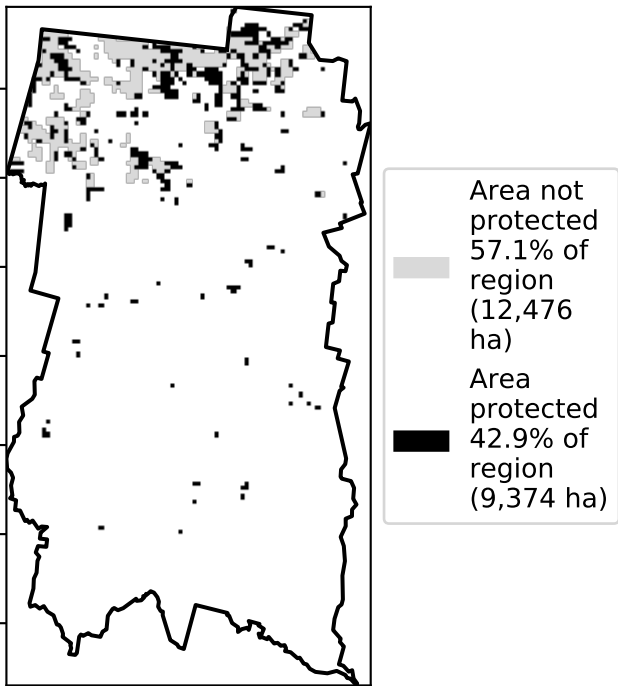 Area not
protected
57.1% of
region
(12,476
ha)
Area
protected
42.9% of
region
(9,374 ha)